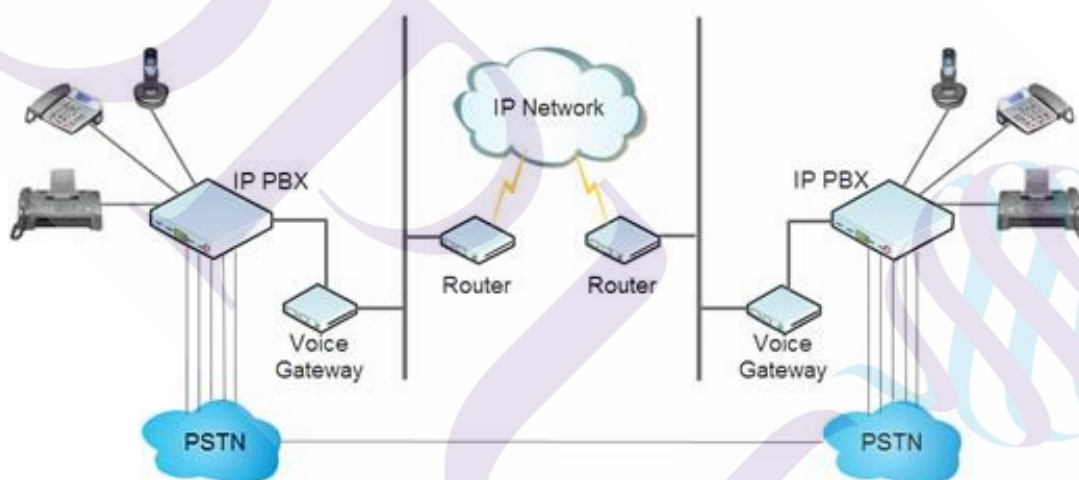 IP Network
IP PBX
IP PBX
Router
Router
Voice
Gateway
Voice
Gateway
PSTN
PSTN